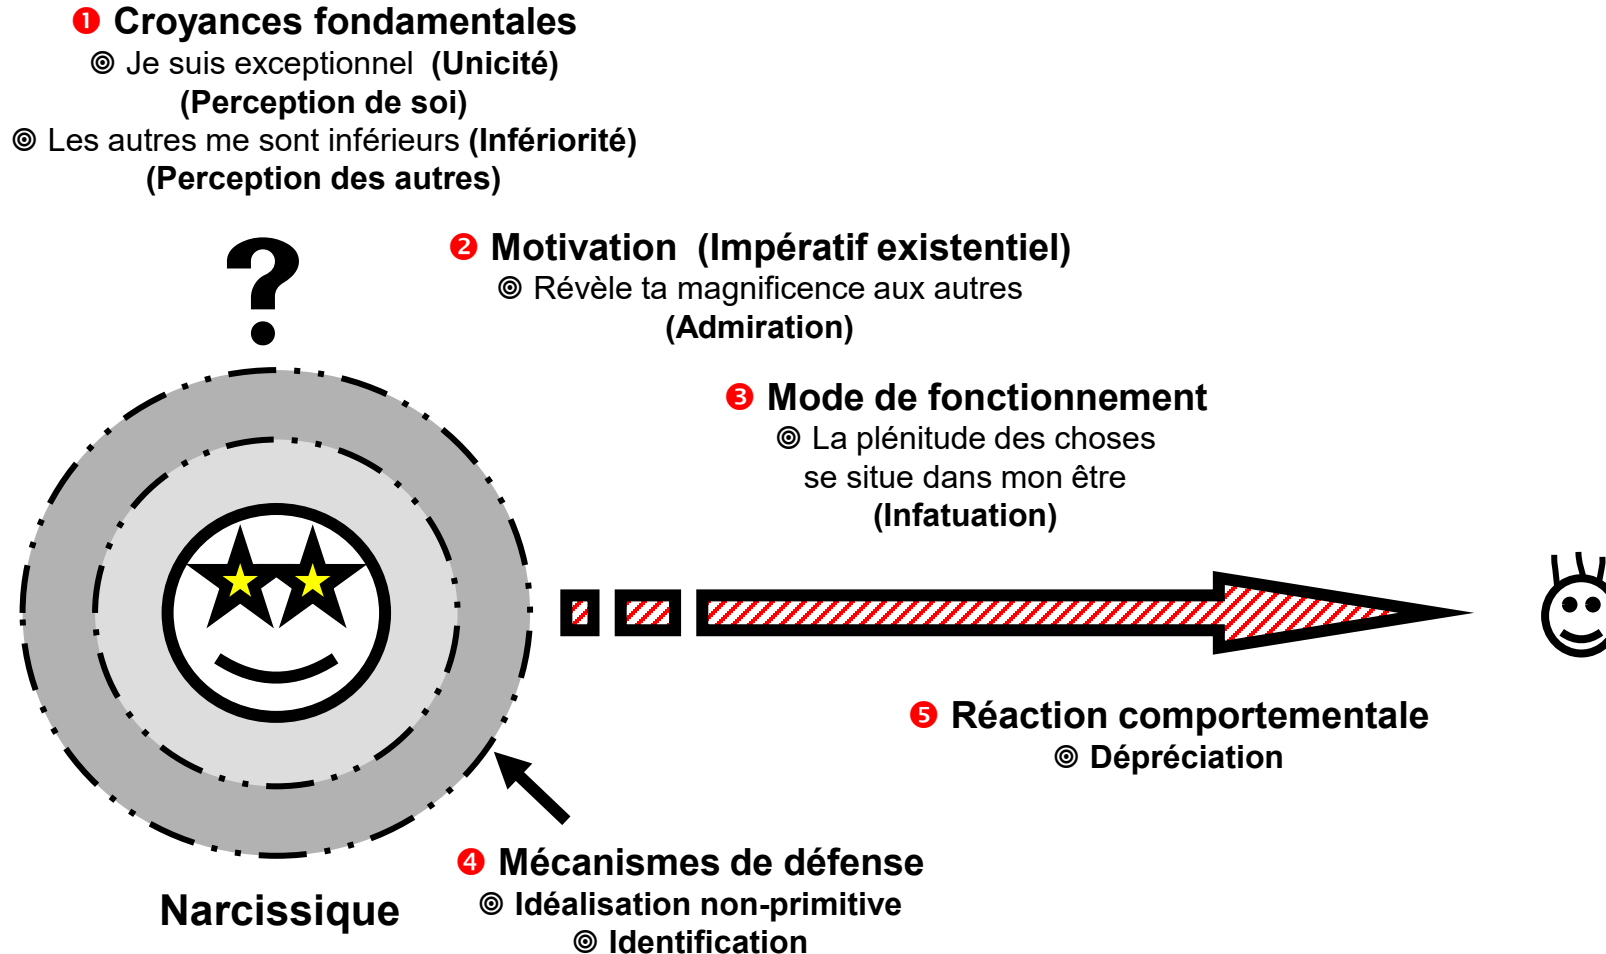 ❶ Croyances fondamentales
◎ Je suis exceptionnel (Unicité)
(Perception de soi)
◎ Les autres me sont inférieurs (Infériorité)
(Perception des autres)
?
❷ Motivation (Impératif existentiel)
◎ Révèle ta magnificence aux autres
(Admiration)
❸ Mode de fonctionnement
◎ La plénitude des choses
se situe dans mon être
(Infatuation)
❺ Réaction comportementale
◎ Dépréciation
❹ Mécanismes de défense
◎ Idéalisation non-primitive
◎ Identification
Narcissique